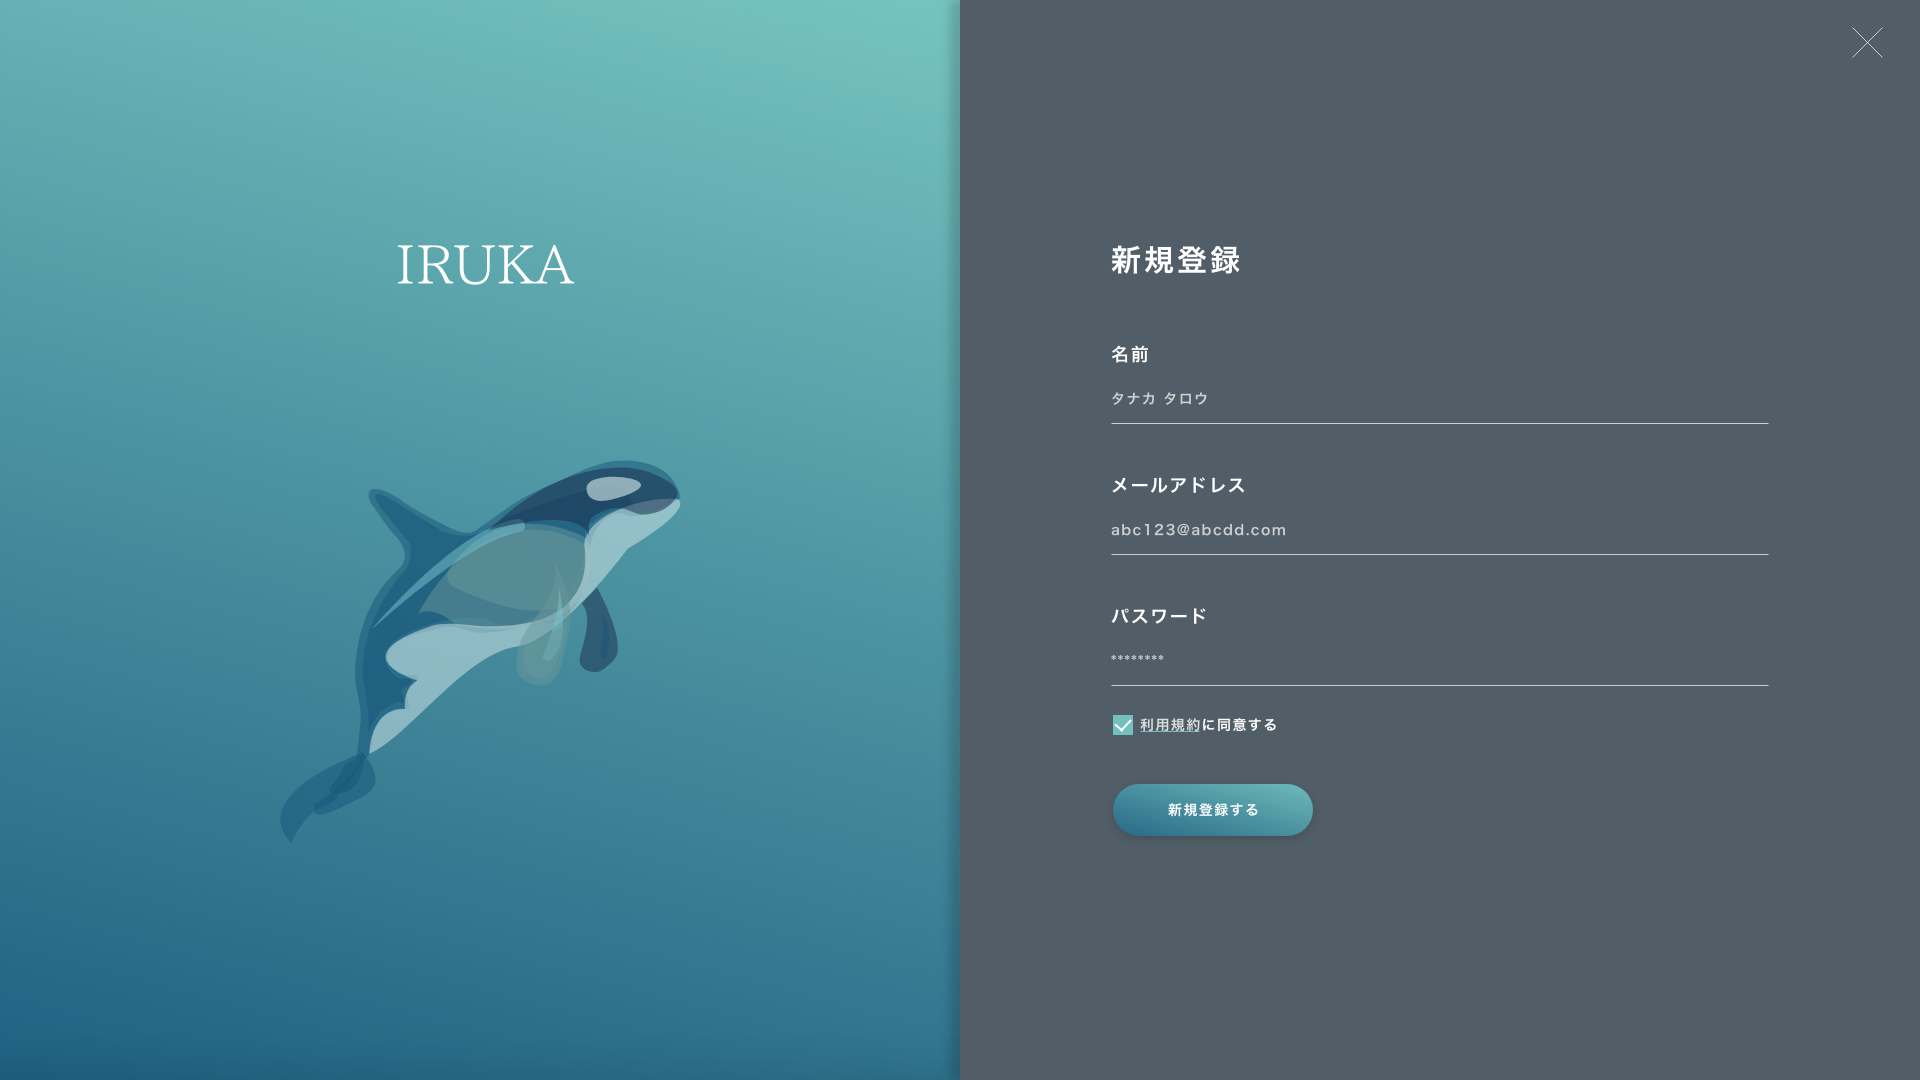 IRUKA
新規登録
名前
タナカ タロウ
メールアドレス
abc123@abcdd.com
パスワード
********
利用規約に同意する
新規登録する